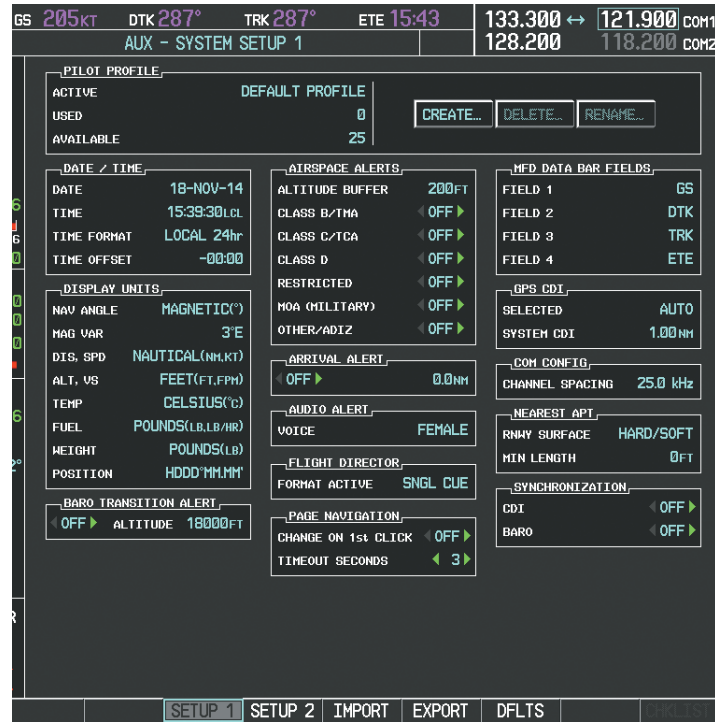 GS 205KT DTK 287° TRK 287° ETE 15:43 133.300 ↔ 121.900 COM1
AUX - SYSTEM SETUP 1 128.200 118.200 COM2
PILOT PROFILE
ACTIVE DEFAULT PROFILE
USED 0 CREATE… DELETE… RENAME…
AVAILABLE 25
DATE / TIME
DATE 18-NOV-14
TIME 15:39:30LCL
TIME FORMAT LOCAL 24hr
TIME OFFSET -00:00
DISPLAY UNITS
NAV ANGLE MAGNETIC(°)
MAG VAR 3°E
DIS, SPD NAUTICAL(NM,KT)
ALT, VS FEET(FT,FPM)
TEMP CELSIUS(°C)
FUEL POUNDS(LB,LB/HR)
WEIGHT POUNDS(LB)
POSITION HDDD°MM.MM'
BARO TRANSITION ALERT
OFF ALTITUDE 18000FT
AIRSPACE ALERTS
ALTITUDE BUFFER 200FT
CLASS B/TMA OFF
CLASS C/TCA OFF
CLASS D OFF
RESTRICTED OFF
MOA (MILITARY) OFF
OTHER/ADIZ OFF
ARRIVAL ALERT
OFF 0.0NM
AUDIO ALERT
VOICE FEMALE
FLIGHT DIRECTOR
FORMAT ACTIVE SNGL CUE
PAGE NAVIGATION
CHANGE ON 1st CLICK OFF
TIMEOUT SECONDS 3
MFD DATA BAR FIELDS
FIELD 1 GS
FIELD 2 DTK
FIELD 3 TRK
FIELD 4 ETE
GPS CDI
SELECTED AUTO
SYSTEM CDI 1.00NM
COM CONFIG
CHANNEL SPACING 25.0 kHz
NEAREST APT
RNWY SURFACE HARD/SOFT
MIN LENGTH 0FT
SYNCHRONIZATION
CDI OFF
BARO OFF
SETUP 1 SETUP 2 IMPORT EXPORT DFLTS CHKLIST